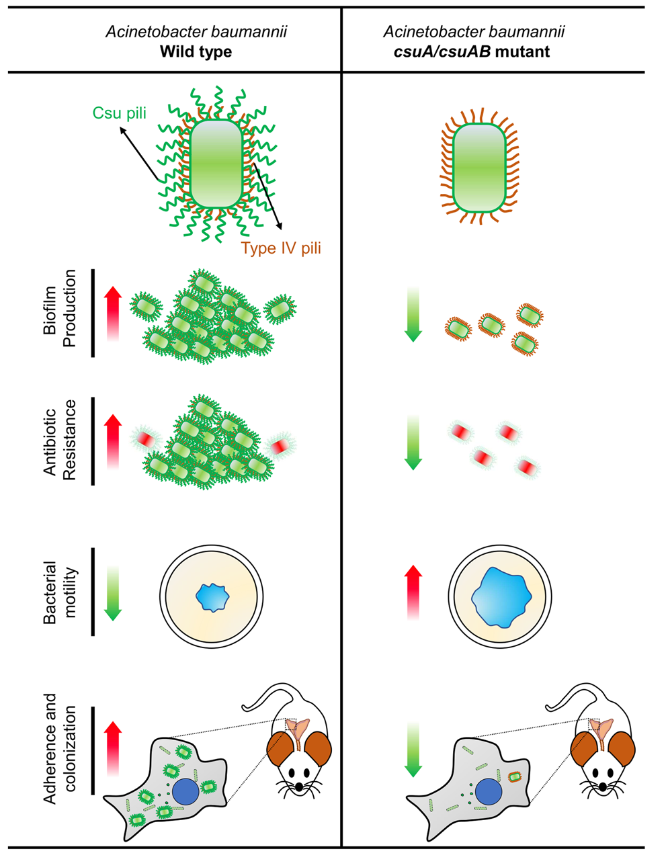 Acinetobacter baumannii
Wild type
Acinetobacter baumannii
csuA/csuAB mutant
Csu pili
Type IV pili
Biofilm
Production
Antibiotic
Resistance
Bacterial
motility
Adherence and
colonization